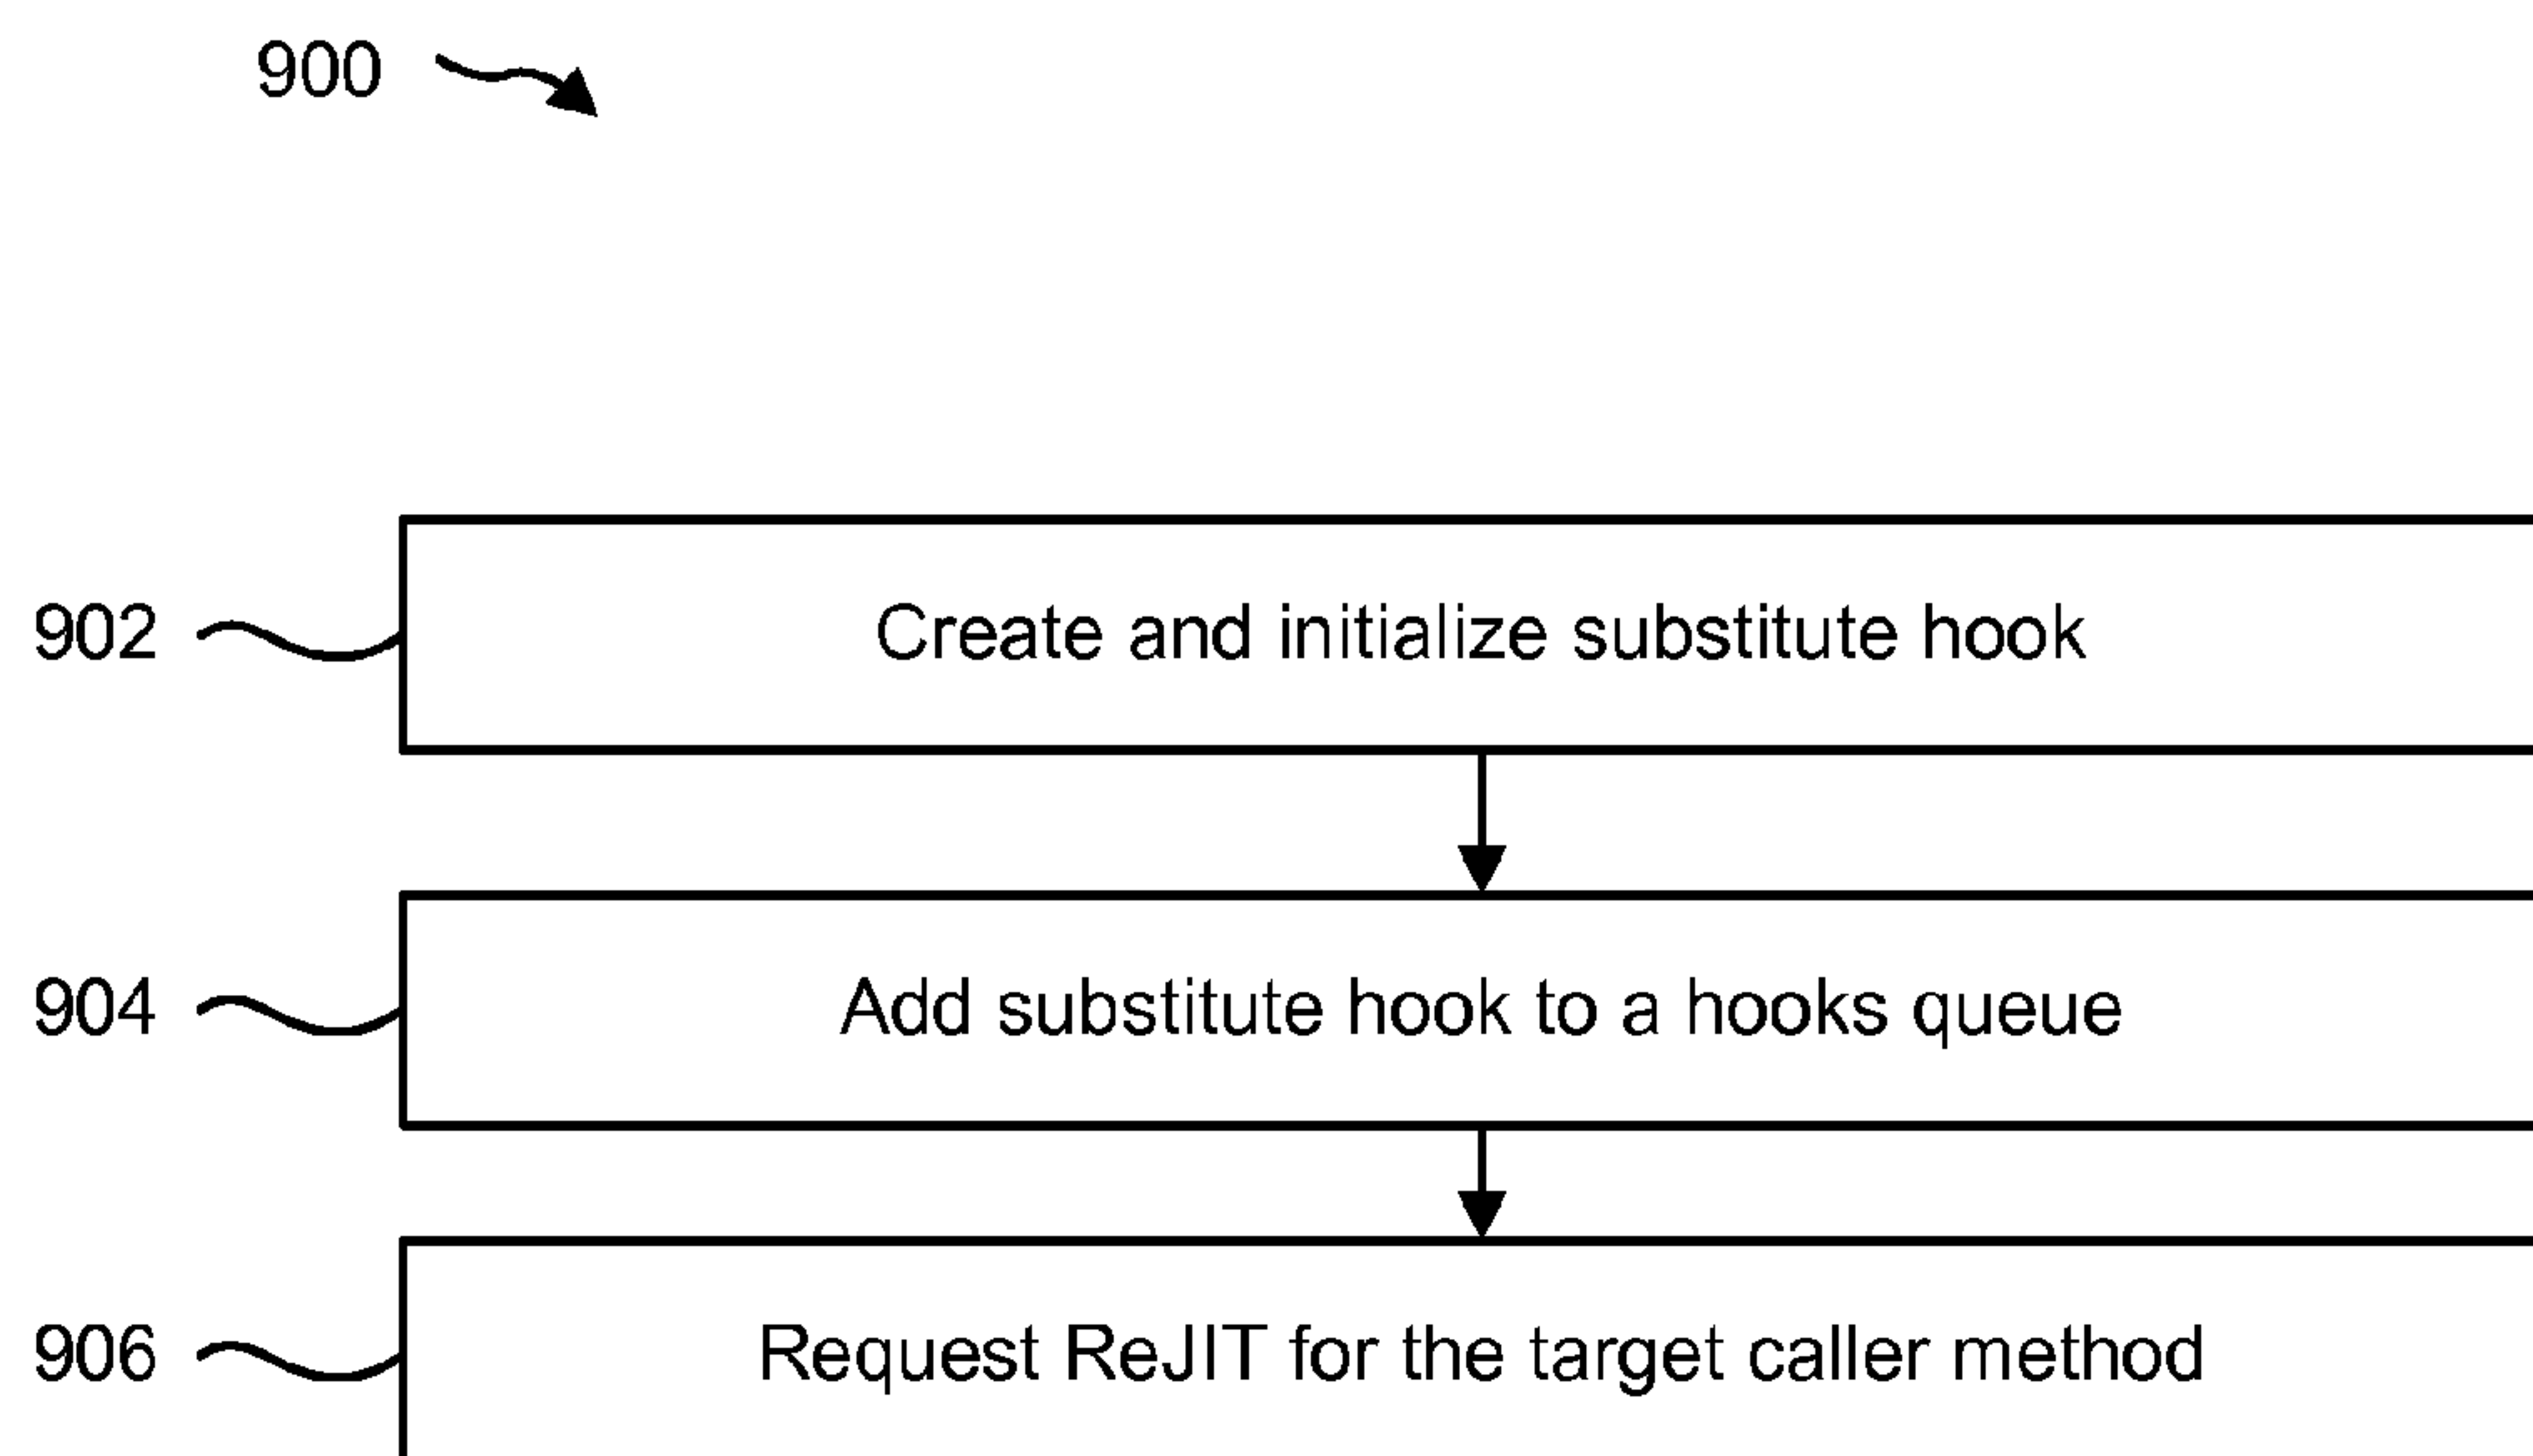 900
902 Create and initialize substitute hook
904 Add substitute hook to a hooks queue
906 Request ReJIT for the target caller method